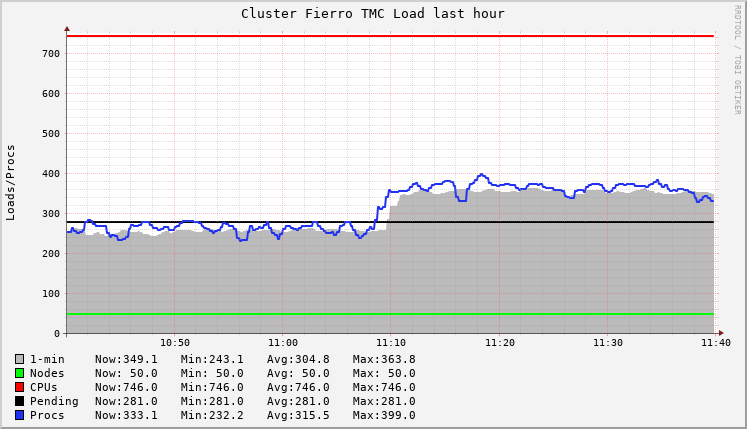 Cluster Fierro TMC Load last hour
RRDTOOL / TOBI OETIKER
Loads/Procs
700
600
500
400
300
200
100
0
10:50 11:00 11:10 11:20 11:30 11:40
1-min Now:349.1 Min:243.1 Avg:304.8 Max:363.8
Nodes Now: 50.0 Min: 50.0 Avg: 50.0 Max: 50.0
CPUs Now:746.0 Min:746.0 Avg:746.0 Max:746.0
Pending Now:281.0 Min:281.0 Avg:281.0 Max:281.0
Procs Now:333.1 Min:232.2 Avg:315.5 Max:399.0